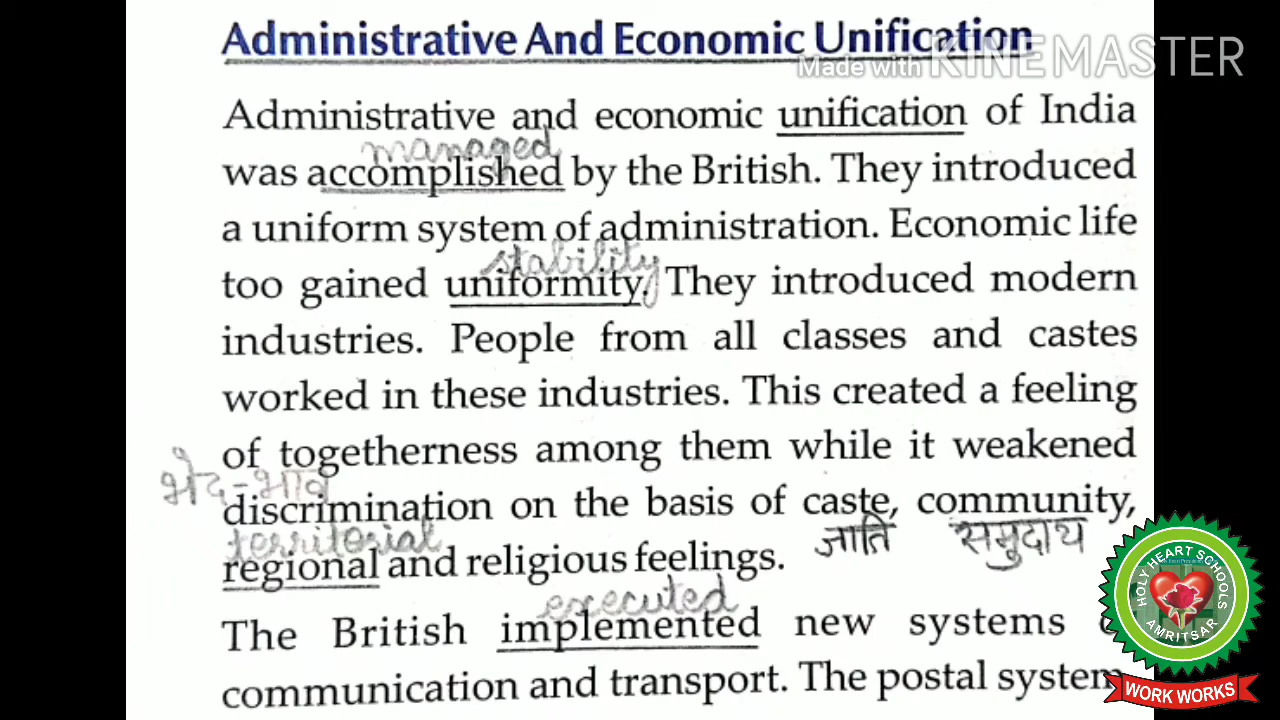 Administrative And Economic Unification
Made with KINEMASTER
Administrative and economic unification of India
managed
was accomplished by the British. They introduced
a uniform system of administration. Economic life
stability
too gained uniformity. They introduced modern
industries. People from all classes and castes
worked in these industries. This created a feeling
of togetherness among them while it weakened
भेद-भाव
discrimination on the basis of caste, community,
territorial जाति समुदाय
regional and religious feelings.
executed
The British implemented new systems
communication and transport. The postal system
HOLY HEART SCHOOLS
AMRITSAR
WORK WORKS